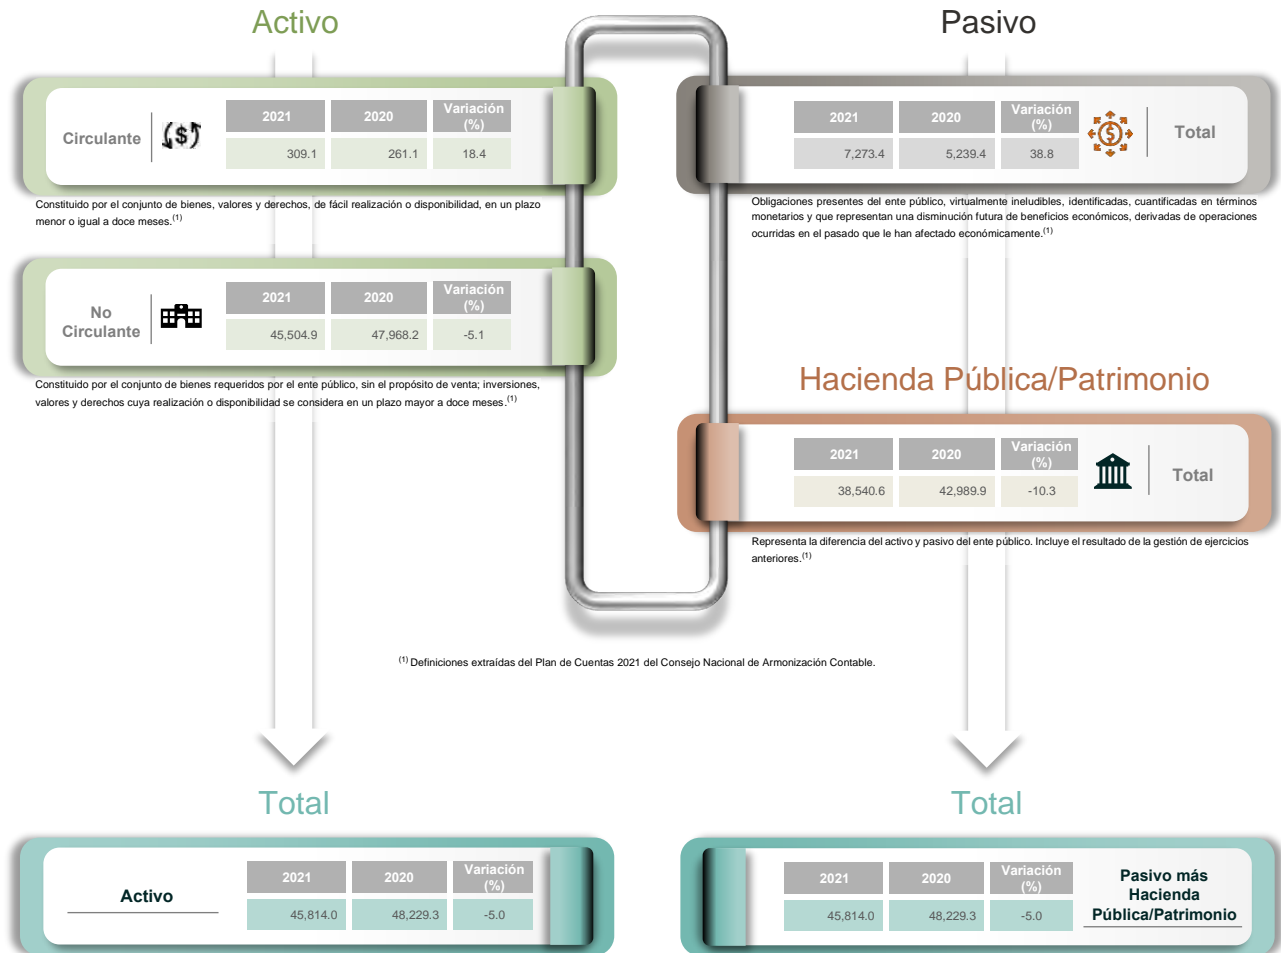 Activo
2021 2020 Variación
(%)
Circulante
309.1 261.1 18.4
Constituido por el conjunto de bienes, valores y derechos, de fácil realización o disponibilidad, en un plazo
menor o igual a doce meses.(1)
2021 2020 Variación
(%)
No
Circulante
45,504.9 47,968.2 -5.1
Constituido por el conjunto de bienes requeridos por el ente público, sin el propósito de venta; inversiones,
valores y derechos cuya realización o disponibilidad se considera en un plazo mayor a doce meses.(1)
Pasivo
2021 2020 Variación
(%)
Total
7,273.4 5,239.4 38.8
Obligaciones presentes del ente público, virtualmente ineludibles, identificadas, cuantificadas en términos
monetarios y que representan una disminución futura de beneficios económicos, derivadas de operaciones
ocurridas en el pasado que le han afectado económicamente.(1)
Hacienda Pública/Patrimonio
2021 2020 Variación
(%)
Total
38,540.6 42,989.9 -10.3
Representa la diferencia del activo y pasivo del ente público. Incluye el resultado de la gestión de ejercicios
anteriores.(1)
(1) Definiciones extraídas del Plan de Cuentas 2021 del Consejo Nacional de Armonización Contable.
Total
2021 2020 Variación
(%)
Activo
45,814.0 48,229.3 -5.0
Total
2021 2020 Variación
(%)
45,814.0 48,229.3 -5.0
Pasivo más
Hacienda
Pública/Patrimonio